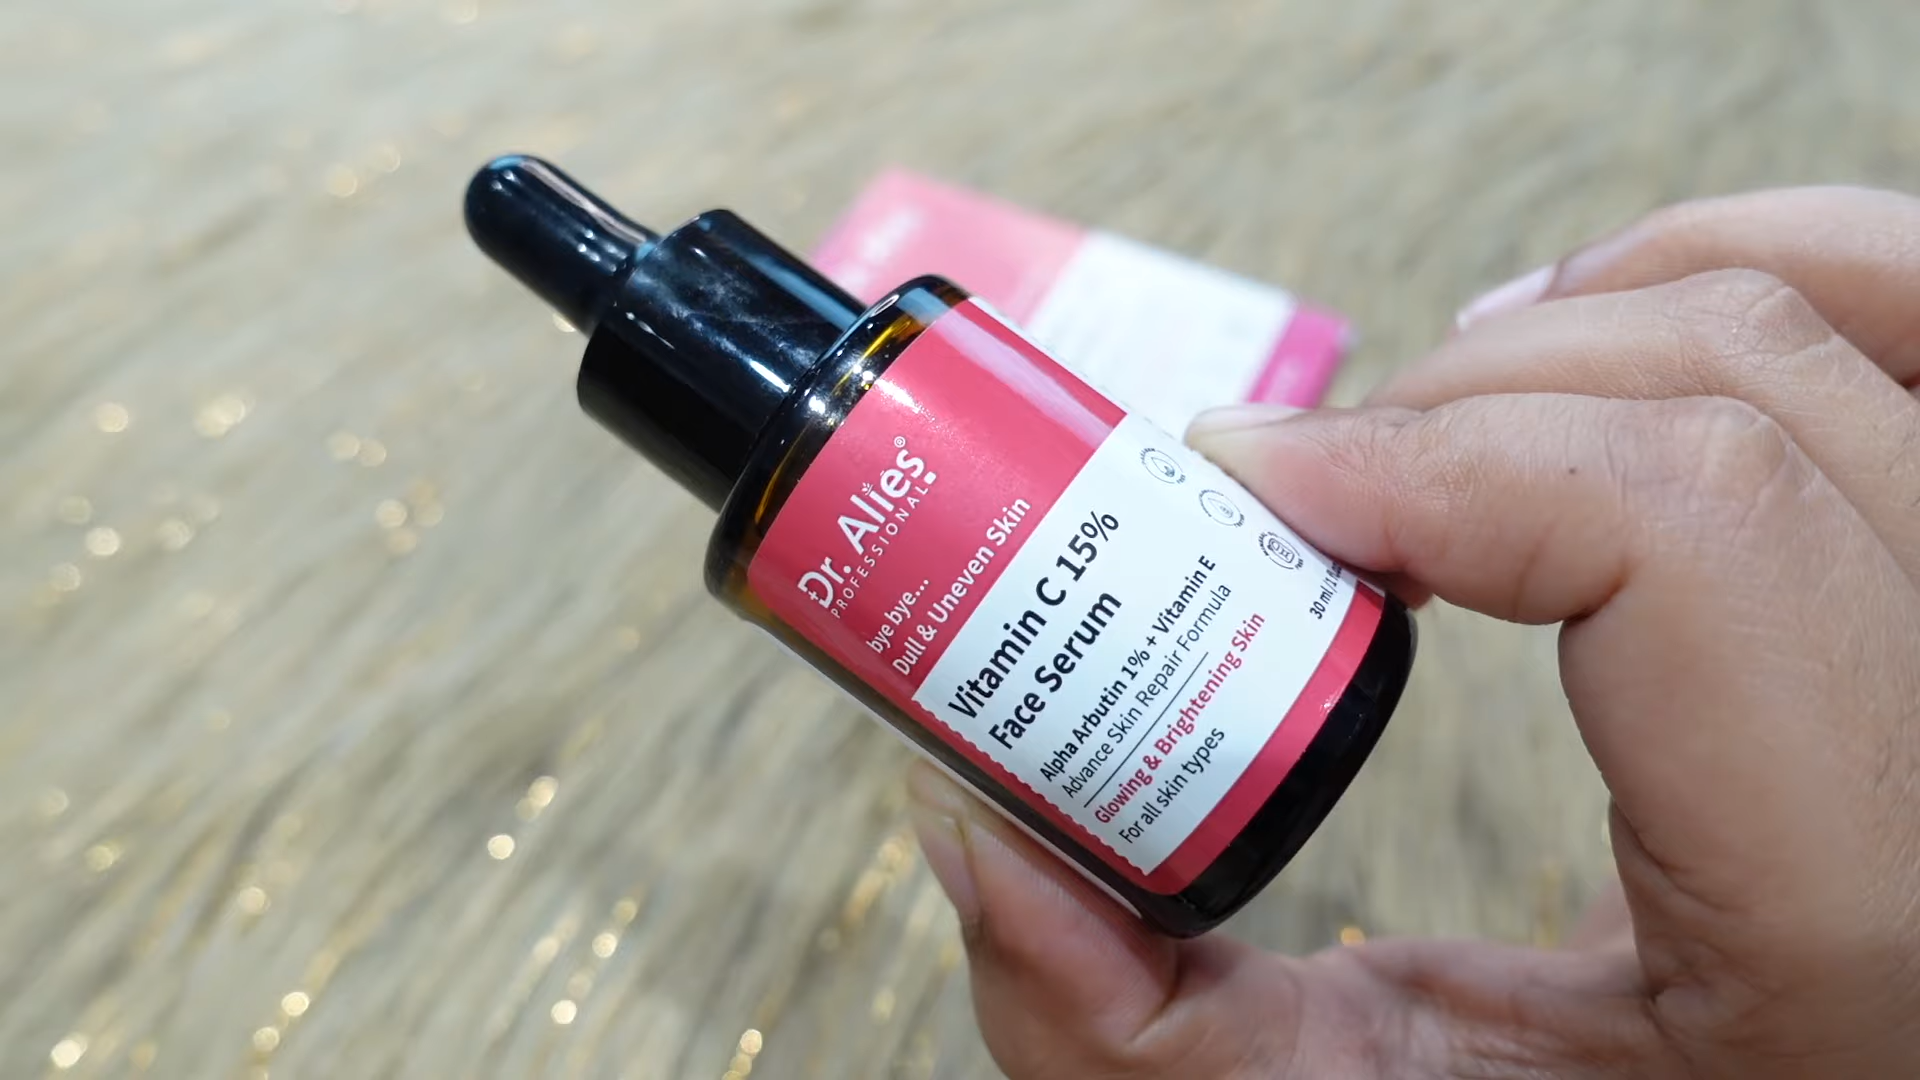 Dr. Alies®
PROFESSIONAL
bye bye...
Dull & Uneven Skin
Vitamin C 15%
Face Serum
Alpha Arbutin 1% + Vitamin E
Advance Skin Repair Formula
Glowing & Brightening Skin
For all skin types
30 ml/1